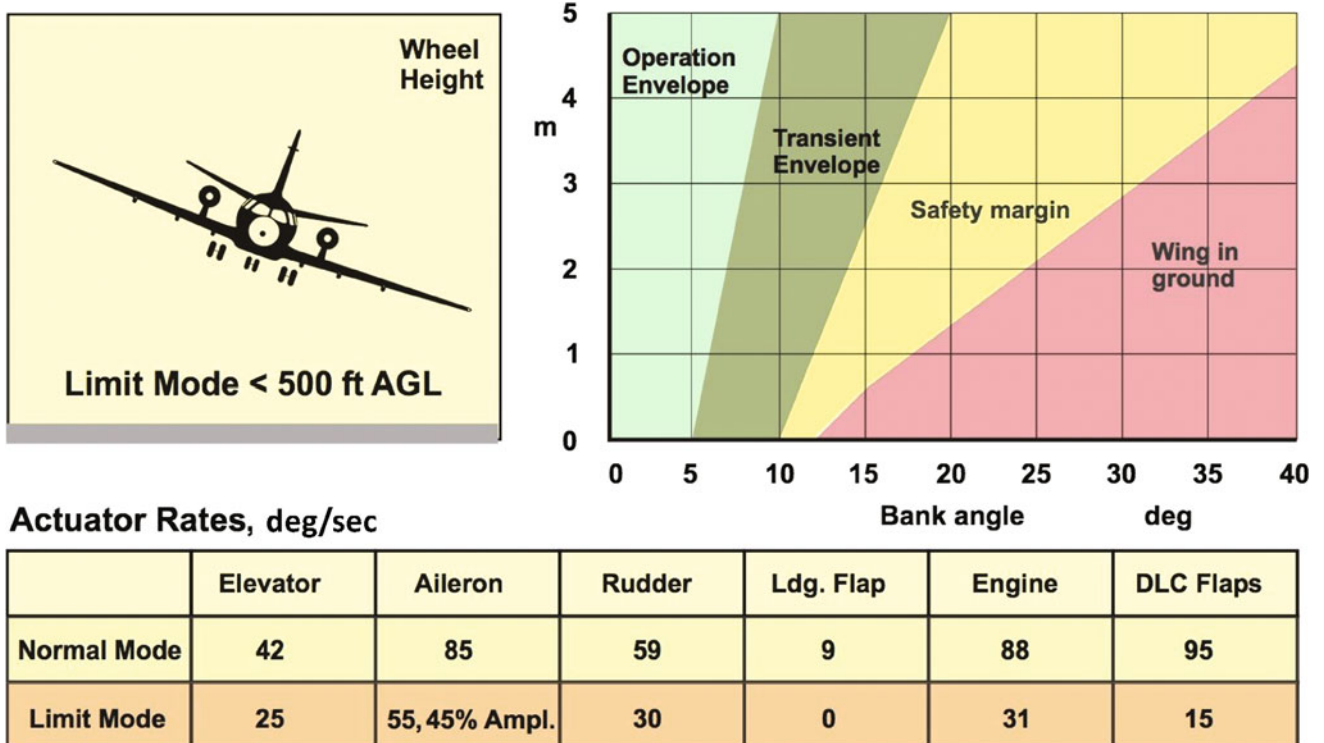 Wheel
Height
Limit Mode < 500 ft AGL
5
4
m
3
2
1
0
Operation
Envelope
Transient
Envelope
Safety margin
Wing in
ground
0 5 10 15 20 25 30 35 40
Bank angle deg
Actuator Rates, deg/sec
Elevator Aileron Rudder Ldg. Flap Engine DLC Flaps
Normal Mode 42 85 59 9 88 95
Limit Mode 25 55,45% Ampl. 30 0 31 15